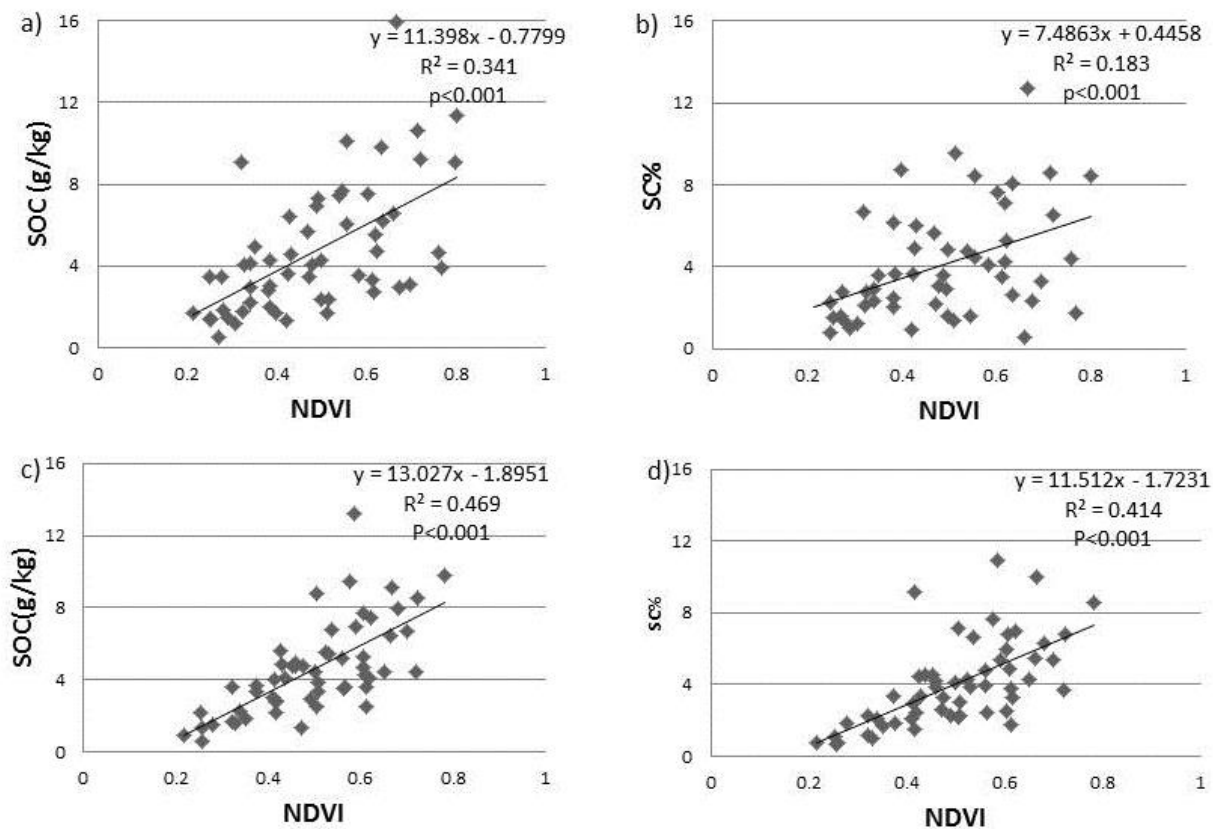 a)
16
12
8
4
0
SOC (g/kg)
y = 11.398x - 0.7799
R² = 0.341
p<0.001
0 0.2 0.4 0.6 0.8 1
NDVI
b)
16
12
8
4
0
SC%
y = 7.4863x + 0.4458
R² = 0.183
p<0.001
0 0.2 0.4 0.6 0.8 1
NDVI
c)
16
12
8
4
0
SOC(g/kg)
y = 13.027x - 1.8951
R² = 0.469
P<0.001
0 0.2 0.4 0.6 0.8 1
NDVI
d)
16
12
8
4
0
sc%
y = 11.512x - 1.7231
R² = 0.414
P<0.001
0 0.2 0.4 0.6 0.8 1
NDVI